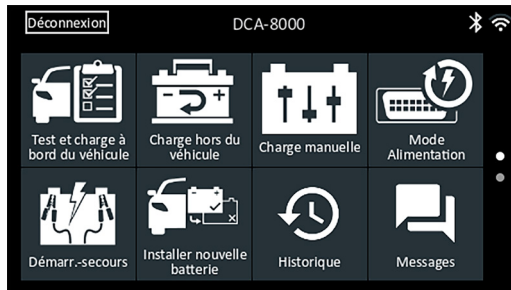 Déconnexion
DCA-8000
Test et charge à
bord du véhicule
Charge hors du
véhicule
Charge manuelle
Mode
Alimentation
Démarr.-secours
Installer nouvelle
batterie
Historique
Messages